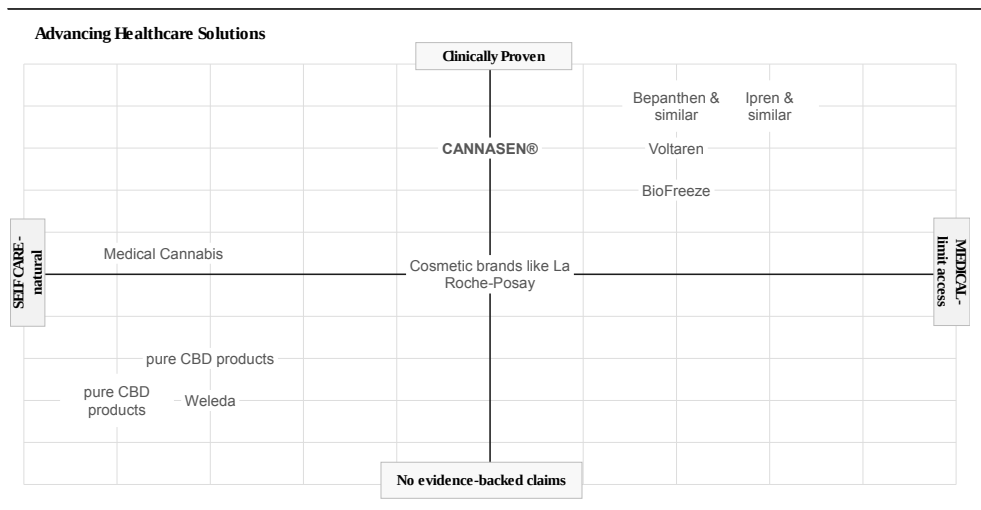 Advancing Healthcare Solutions
Clinically Proven
Bepanthen &
similar
Ipren &
similar
CANNASEN®
Voltaren
BioFreeze
SELF CARE -
natural
Medical Cannabis
Cosmetic brands like La
Roche-Posay
MEDICAL -
limit access
pure CBD products
pure CBD
products
Weleda
No evidence-backed claims